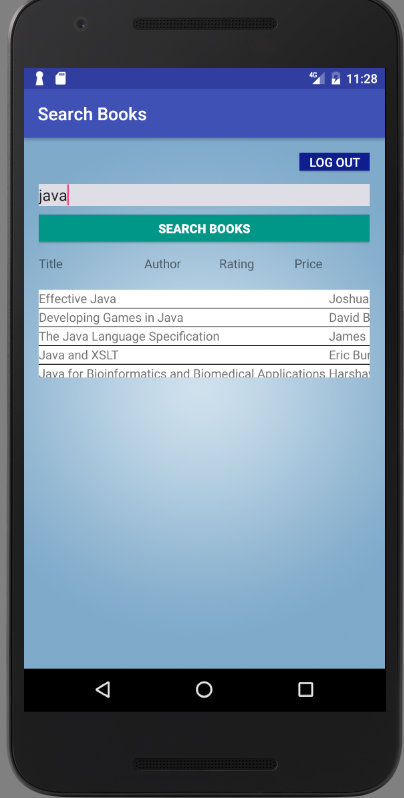 4G 11:28
Search Books
LOG OUT
java
SEARCH BOOKS
Title Author Rating Price
Effective Java Joshua
Developing Games in Java David B
The Java Language Specification James
Java and XSLT Eric Bur
Java for Bioinformatics and Biomedical Applications Harsha